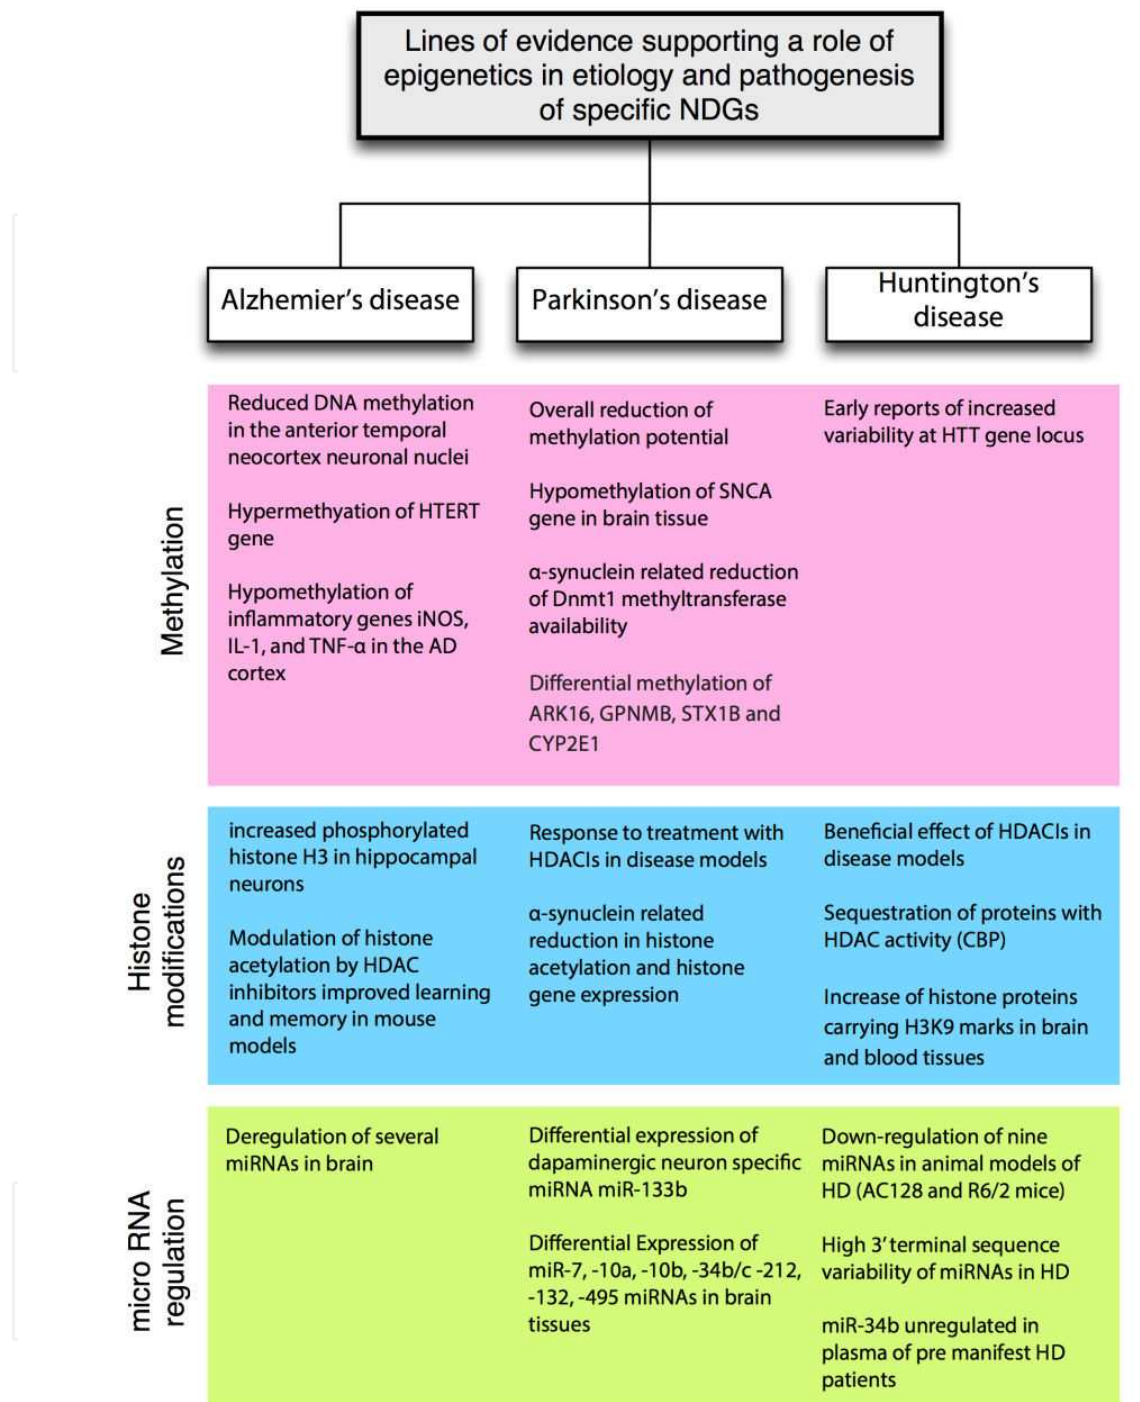 Lines of evidence supporting a role of
epigenetics in etiology and pathogenesis
of specific NDGs
Alzhemier's disease
Parkinson's disease
Huntington's
disease
Methylation
Reduced DNA methylation
in the anterior temporal
neocortex neuronal nuclei
Hypermethyation of HTERT
gene
Hypomethylation of
inflammatory genes iNOS,
IL-1, and TNF-α in the AD
cortex
Overall reduction of
methylation potential
Hypomethylation of SNCA
gene in brain tissue
α-synuclein related reduction
of Dnmt1 methyltransferase
availability
Differential methylation of
ARK16, GPNMB, STX1B and
CYP2E1
Early reports of increased
variability at HTT gene locus
Histone
modifications
increased phosphorylated
histone H3 in hippocampal
neurons
Modulation of histone
acetylation by HDAC
inhibitors improved learning
and memory in mouse
models
Response to treatment with
HDACIs in disease models
α-synuclein related
reduction in histone
acetylation and histone
gene expression
Beneficial effect of HDACIs in
disease models
Sequestration of proteins with
HDAC activity (CBP)
Increase of histone proteins
carrying H3K9 marks in brain
and blood tissues
micro RNA
regulation
Deregulation of several
miRNAs in brain
Differential expression of
dapaminergic neuron specific
miRNA miR-133b
Differential Expression of
miR-7, -10a, -10b, -34b/c -212,
-132, -495 miRNAs in brain
tissues
Down-regulation of nine
miRNAs in animal models of
HD (AC128 and R6/2 mice)
High 3' terminal sequence
variability of miRNAs in HD
miR-34b unregulated in
plasma of pre manifest HD
patients